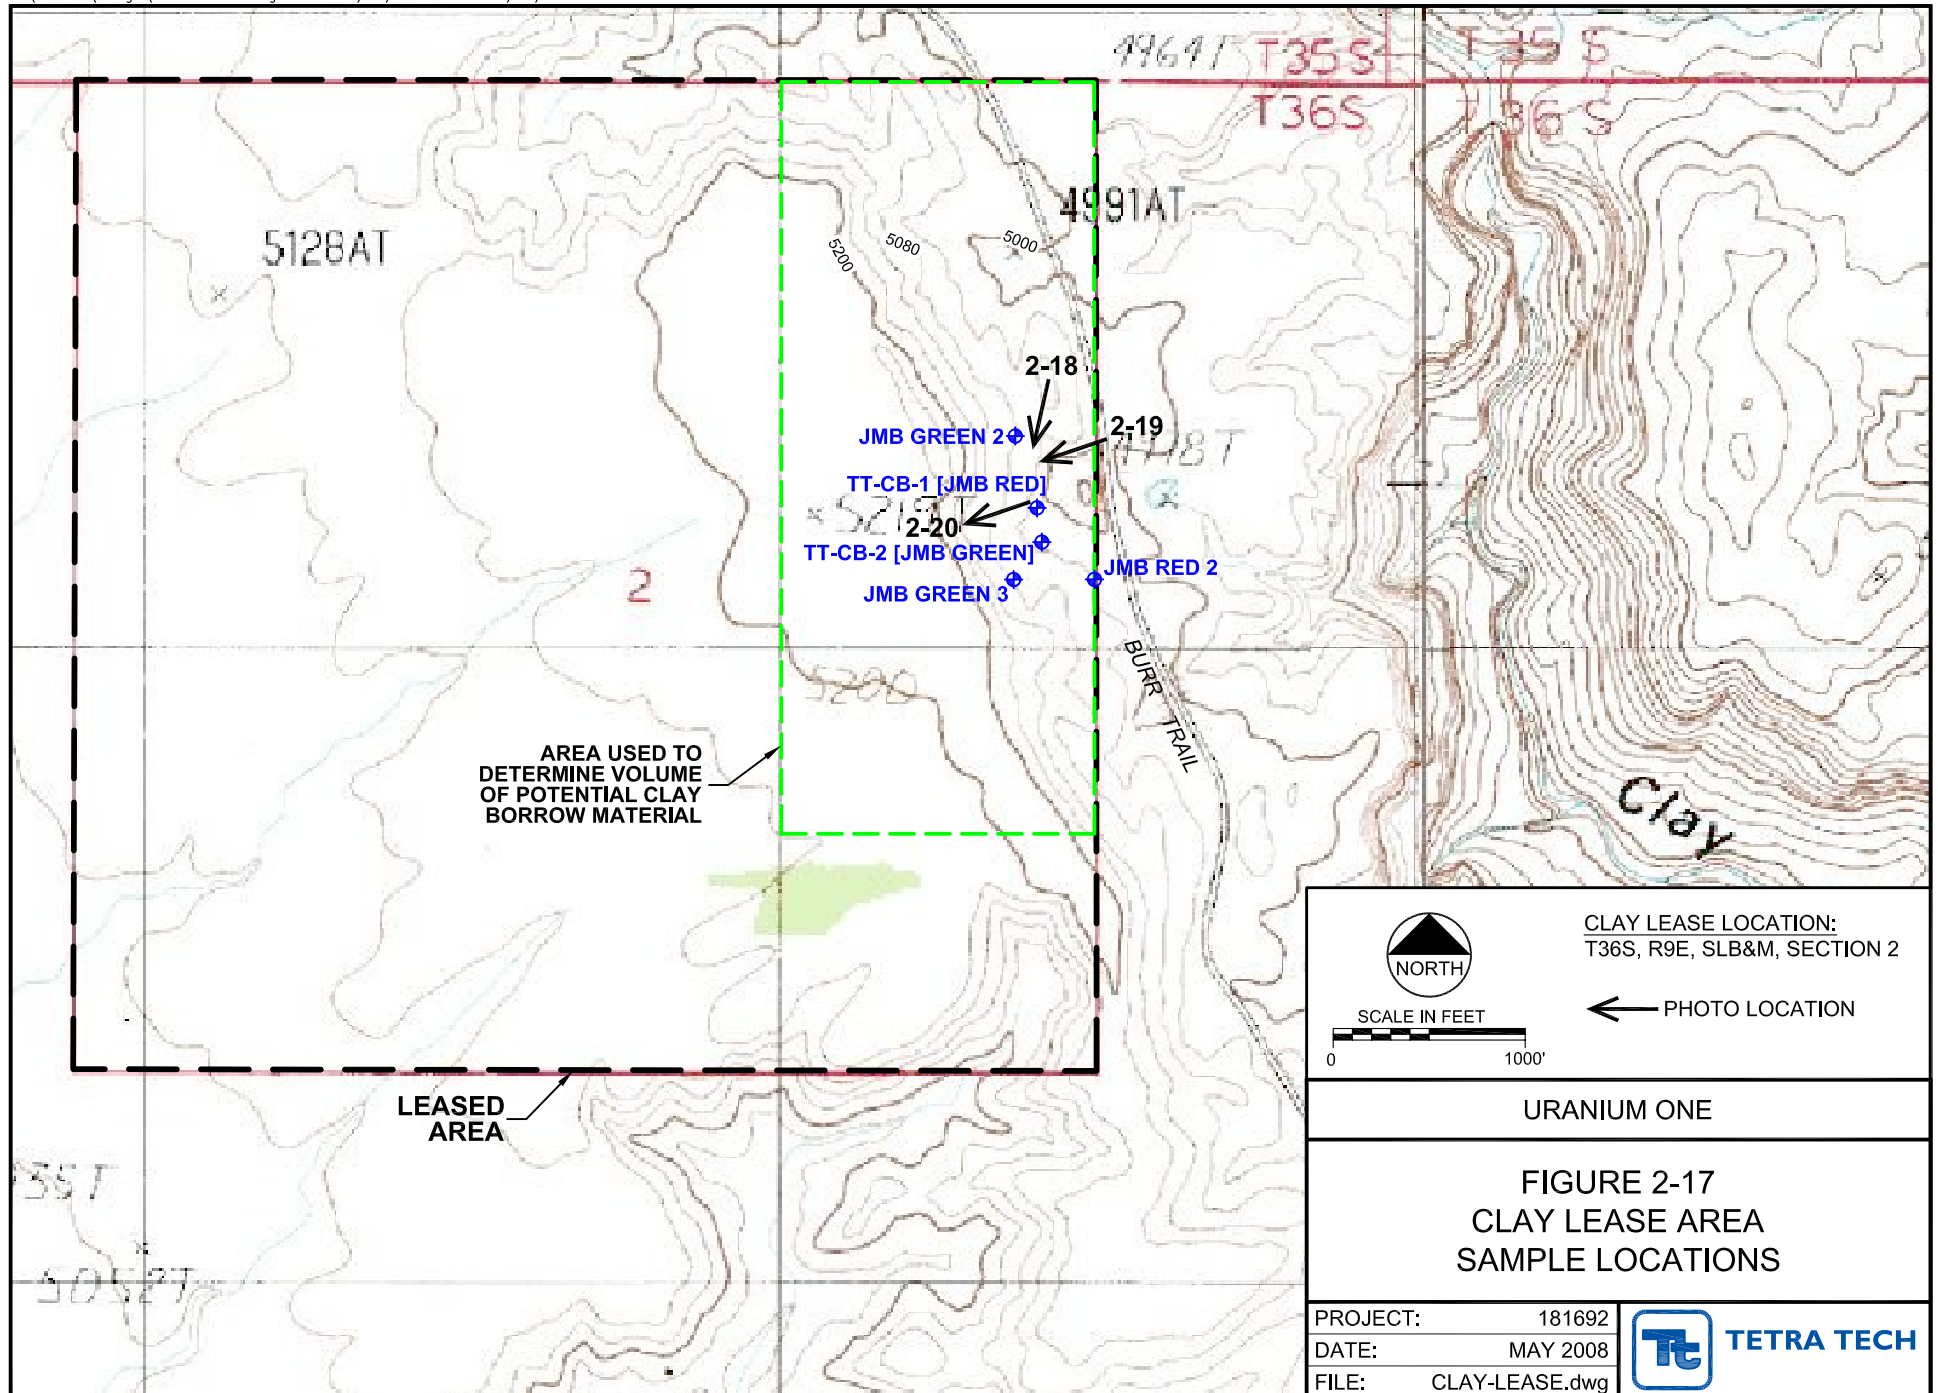 4964T
T35S
T 35 S
T36S
T 36 S
4991AT
5128AT
5200
5080
5000
2-18
2-19
JMB GREEN 2
TT-CB-1 [JMB RED]
2-20
TT-CB-2 [JMB GREEN]
JMB RED 2
JMB GREEN 3
2
BURR TRAIL
5200
AREA USED TO
DETERMINE VOLUME
OF POTENTIAL CLAY
BORROW MATERIAL
Clay
LEASED
AREA
CLAY LEASE LOCATION:
T36S, R9E, SLB&M, SECTION 2
NORTH
PHOTO LOCATION
SCALE IN FEET
0 1000'
URANIUM ONE
FIGURE 2-17
CLAY LEASE AREA
SAMPLE LOCATIONS
PROJECT: 181692
DATE: MAY 2008
FILE: CLAY-LEASE.dwg
Tt TETRA TECH